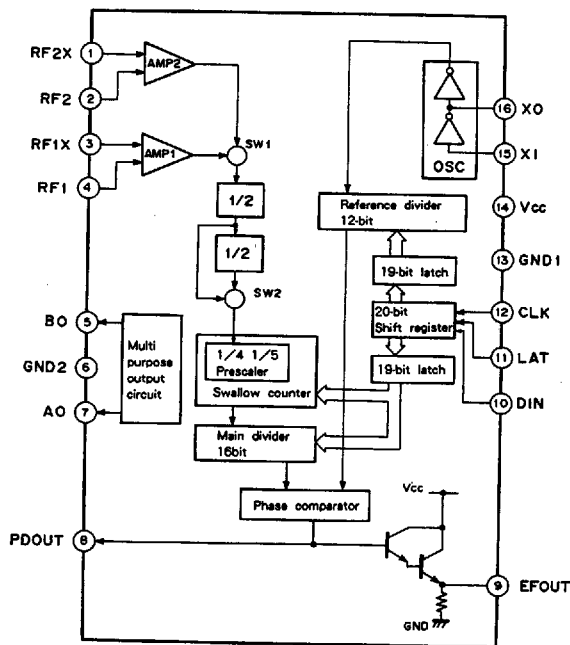 RF2X 1
AMP2
RF2 2
RF1X 3
AMP1
RF1 4
SW1
1/2
1/2
SW2
BO 5
GND2 6
AO 7
Multi
purpose
output
circuit
1/4 1/5
Prescaler
Swallow counter
Main divider
16bit
Phase comparator
PDOUT 8
OSC
16 XO
15 XI
14 Vcc
13 GND1
12 CLK
11 LAT
10 DIN
Reference divider
12-bit
19-bit latch
20-bit
Shift register
19-bit latch
Vcc
9 EFOUT
GND